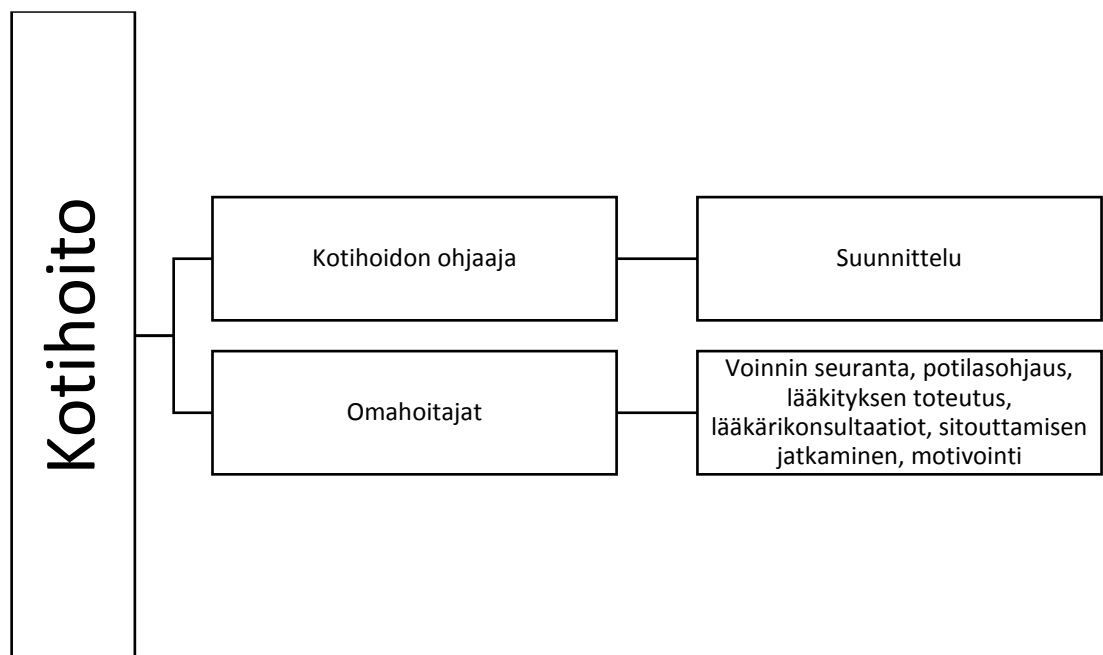 Kotihoito
Kotihoidon ohjaaja
Suunnittelu
Omahoitajat
Voinnin seuranta, potilasohjaus,
lääkityksen toteutus,
lääkärikonsultaatiot, sitouttamisen
jatkaminen, motivointi